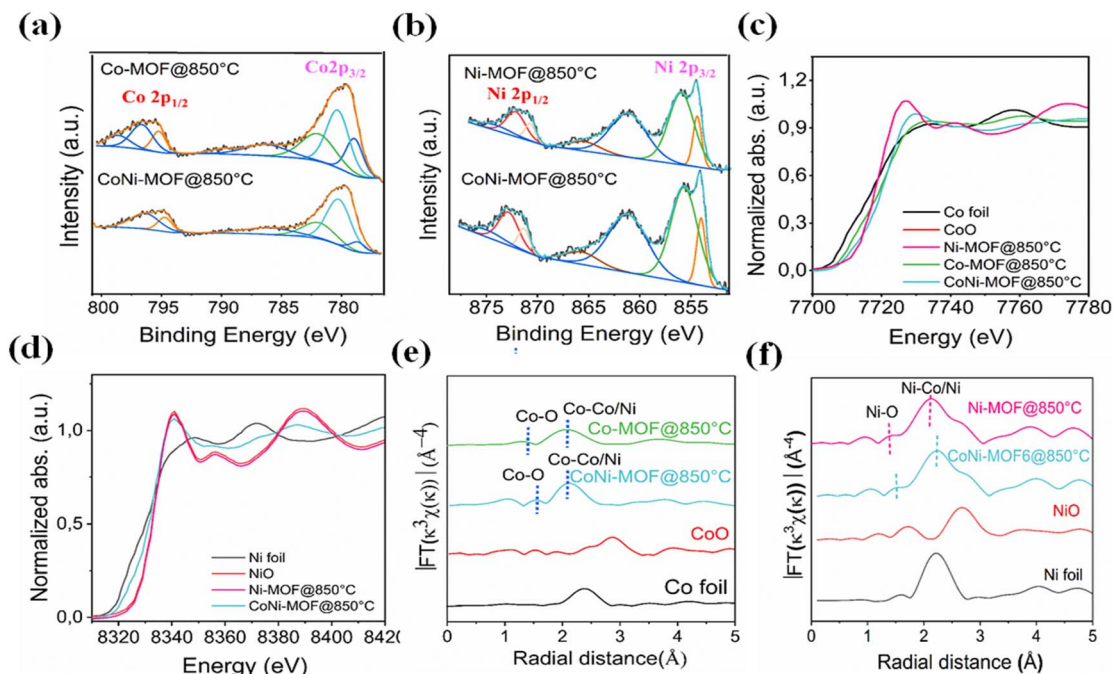 (a)
Co-MOF@850°C
Co2p3/2
Co 2p1/2
CoNi-MOF@850°C
Intensity (a.u.)
800 795 790 785 780
Binding Energy (eV)
(b)
Ni-MOF@850°C
Ni 2p3/2
Ni 2p1/2
CoNi-MOF@850°C
Intensity (a.u.)
875 870 865 860 855
Binding Energy (eV)
(c)
1,2
0,9
0,6
0,3
0,0
Normalized abs. (a.u.)
Co foil
CoO
Ni-MOF@850°C
Co-MOF@850°C
CoNi-MOF@850°C
7700 7720 7740 7760 7780
Energy (eV)
(d)
1,0
0,5
0,0
Normalized abs. (a.u.)
Ni foil
NiO
Ni-MOF@850°C
CoNi-MOF@850°C
8320 8340 8360 8380 8400 8420
Energy (eV)
(e)
|FT(κ³χ(κ)) | (Å⁻⁴)
Co-O Co-Co/Ni
Co-MOF@850°C
Co-O Co-Co/Ni
CoNi-MOF@850°C
CoO
Co foil
0 1 2 3 4 5
Radial distance(Å)
(f)
|FT(κ³χ(κ)) | (Å⁻⁴)
Ni-Co/Ni
Ni-O
Ni-MOF@850°C
CoNi-MOF6@850°C
NiO
Ni foil
0 1 2 3 4 5
Radial distance (Å)